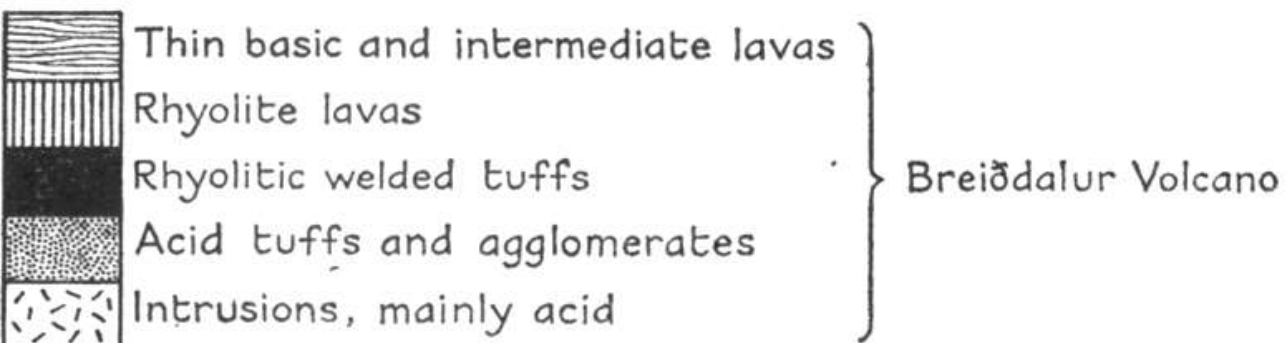 Thin basic and intermediate lavas
Rhyolite lavas
Rhyolitic welded tuffs
Breiðdalur Volcano
Acid tuffs and agglomerates
Intrusions, mainly acid